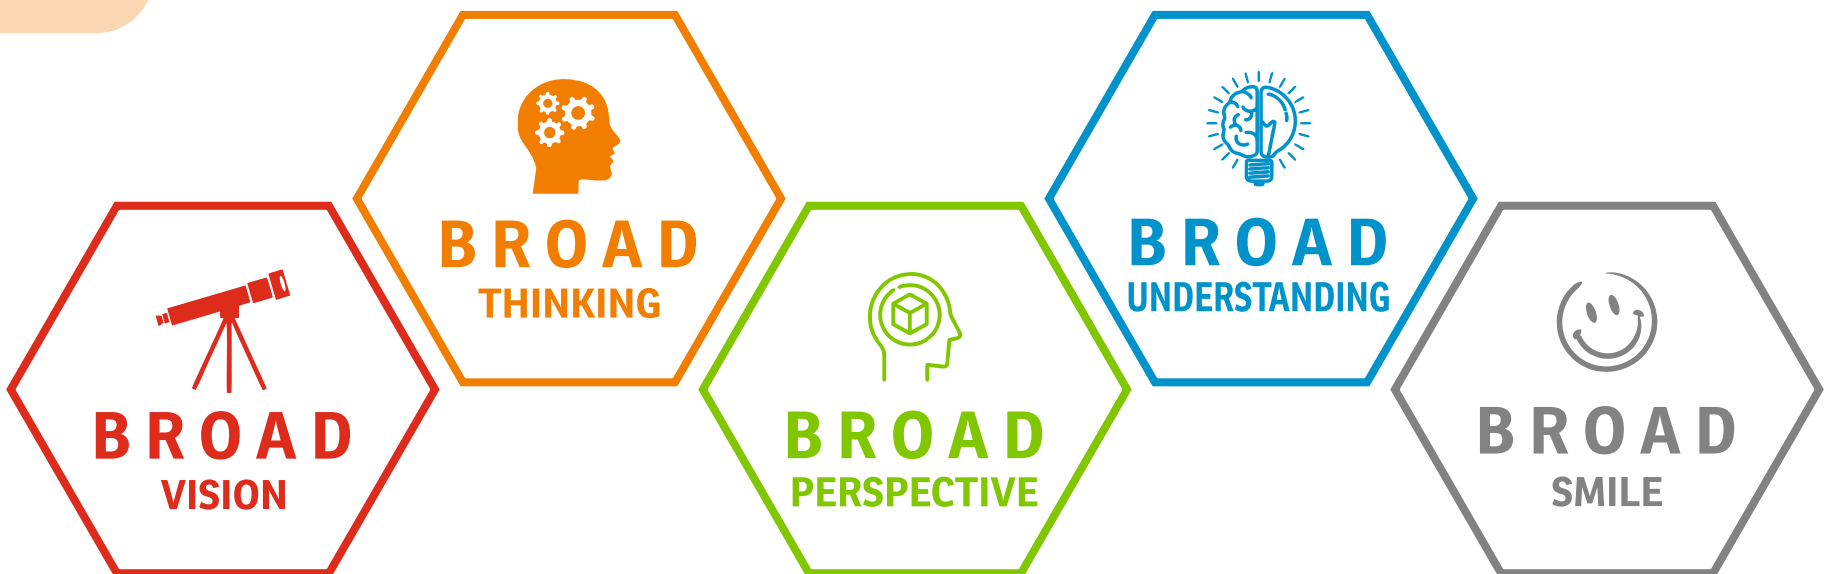 BROAD
VISION
BROAD
THINKING
BROAD
PERSPECTIVE
BROAD
UNDERSTANDING
BROAD
SMILE